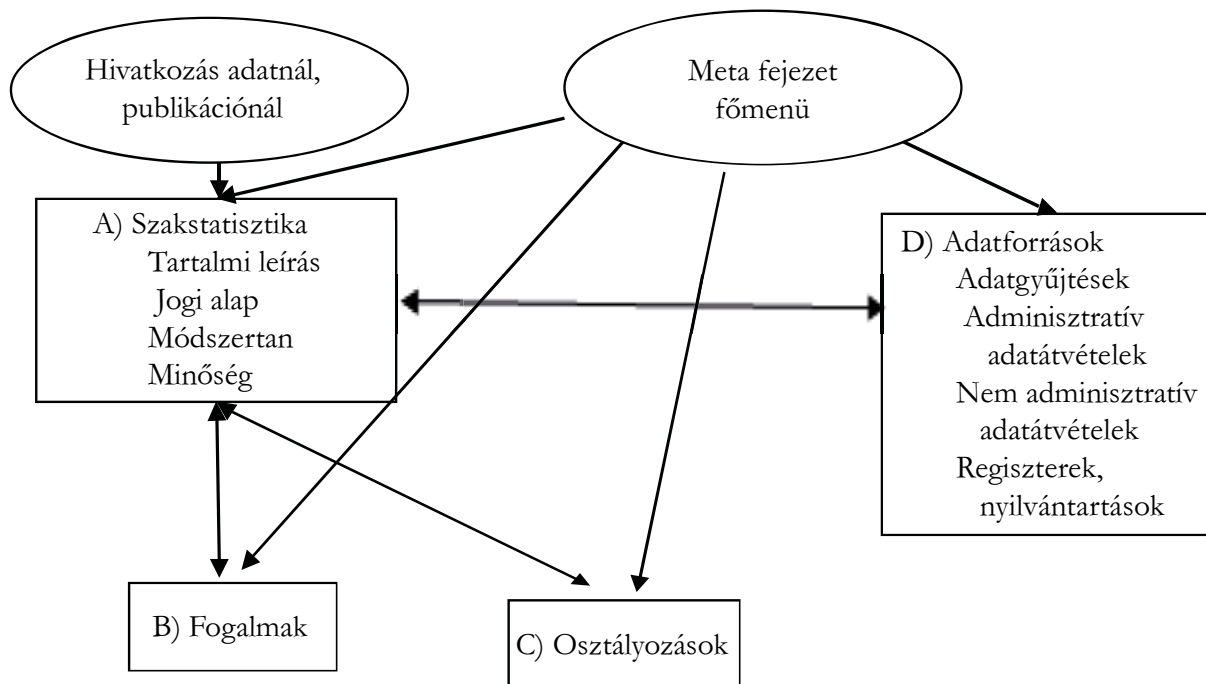 Hivatkozás adatnál,
publikációnál
Meta fejezet
főmenü
A) Szakstatisztika
Tartalmi leírás
Jogi alap
Módszertan
Minőség
D) Adatforrások
Adatgyűjtések
Adminisztratív
adatátvételek
Nem adminisztratív
adatátvételek
Regiszterek,
nyilvántartások
B) Fogalmak
C) Osztályozások